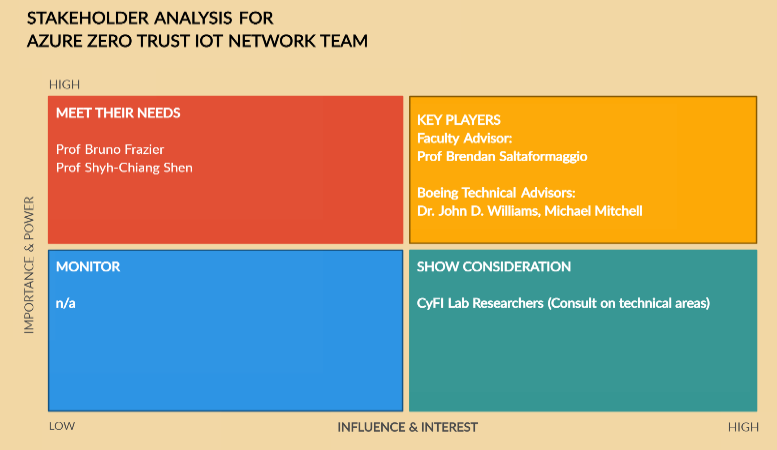 STAKEHOLDER ANALYSIS FOR
AZURE ZERO TRUST IOT NETWORK TEAM
HIGH
MEET THEIR NEEDS
Prof Bruno Frazier
Prof Shyh-Chiang Shen
KEY PLAYERS
Faculty Advisor:
Prof Brendan Saltaformaggio
Boeing Technical Advisors:
Dr. John D. Williams, Michael Mitchell
IMPORTANCE & POWER
MONITOR
n/a
SHOW CONSIDERATION
CyFI Lab Researchers (Consult on technical areas)
LOW
INFLUENCE & INTEREST
HIGH